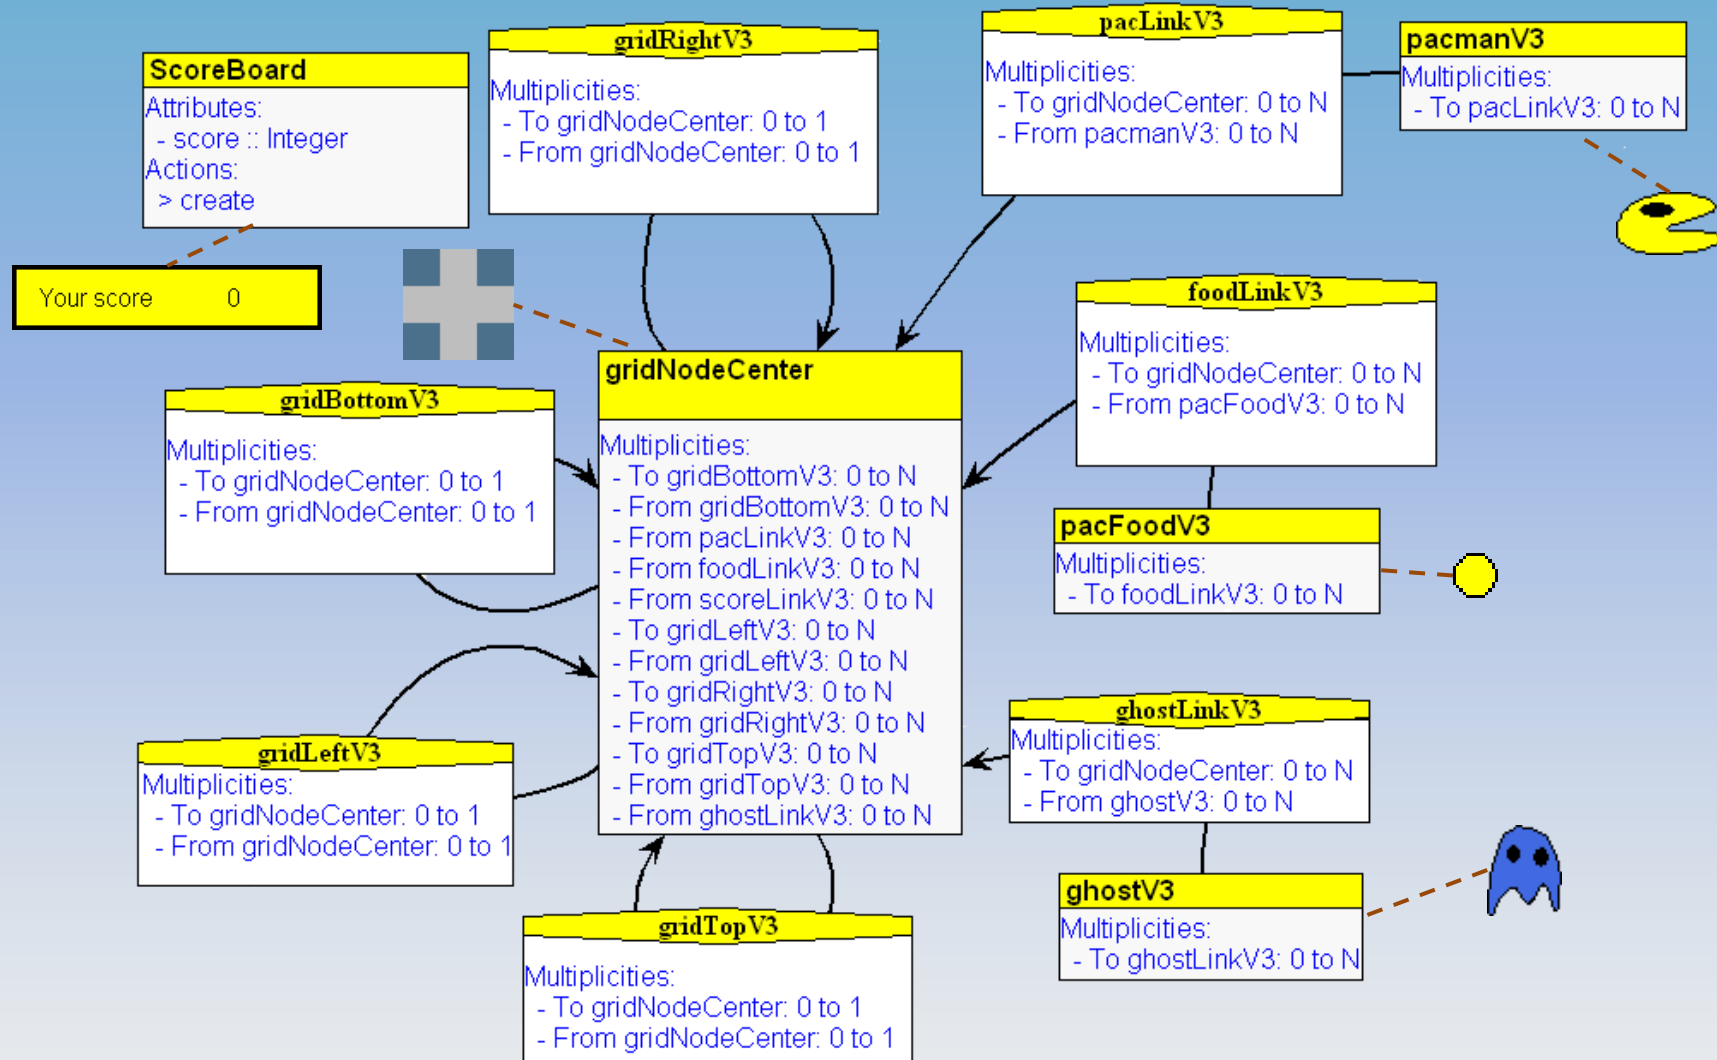 ScoreBoard
Attributes:
- score :: Integer
Actions:
> create
Your score 0
gridRightV3
Multiplicities:
- To gridNodeCenter: 0 to 1
- From gridNodeCenter: 0 to 1
pacLinkV3
Multiplicities:
- To gridNodeCenter: 0 to N
- From pacmanV3: 0 to N
pacmanV3
Multiplicities:
- To pacLinkV3: 0 to N
foodLinkV3
Multiplicities:
- To gridNodeCenter: 0 to N
- From pacFoodV3: 0 to N
gridBottomV3
Multiplicities:
- To gridNodeCenter: 0 to 1
- From gridNodeCenter: 0 to 1
gridNodeCenter
Multiplicities:
- To gridBottomV3: 0 to N
- From gridBottomV3: 0 to N
- From pacLinkV3: 0 to N
- From foodLinkV3: 0 to N
- From scoreLinkV3: 0 to N
- To gridLeftV3: 0 to N
- From gridLeftV3: 0 to N
- To gridRightV3: 0 to N
- From gridRightV3: 0 to N
- To gridTopV3: 0 to N
- From gridTopV3: 0 to N
- From ghostLinkV3: 0 to N
pacFoodV3
Multiplicities:
- To foodLinkV3: 0 to N
gridLeftV3
Multiplicities:
- To gridNodeCenter: 0 to 1
- From gridNodeCenter: 0 to 1
ghostLinkV3
Multiplicities:
- To gridNodeCenter: 0 to N
- From ghostV3: 0 to N
ghostV3
Multiplicities:
- To ghostLinkV3: 0 to N
gridTopV3
Multiplicities:
- To gridNodeCenter: 0 to 1
- From gridNodeCenter: 0 to 1